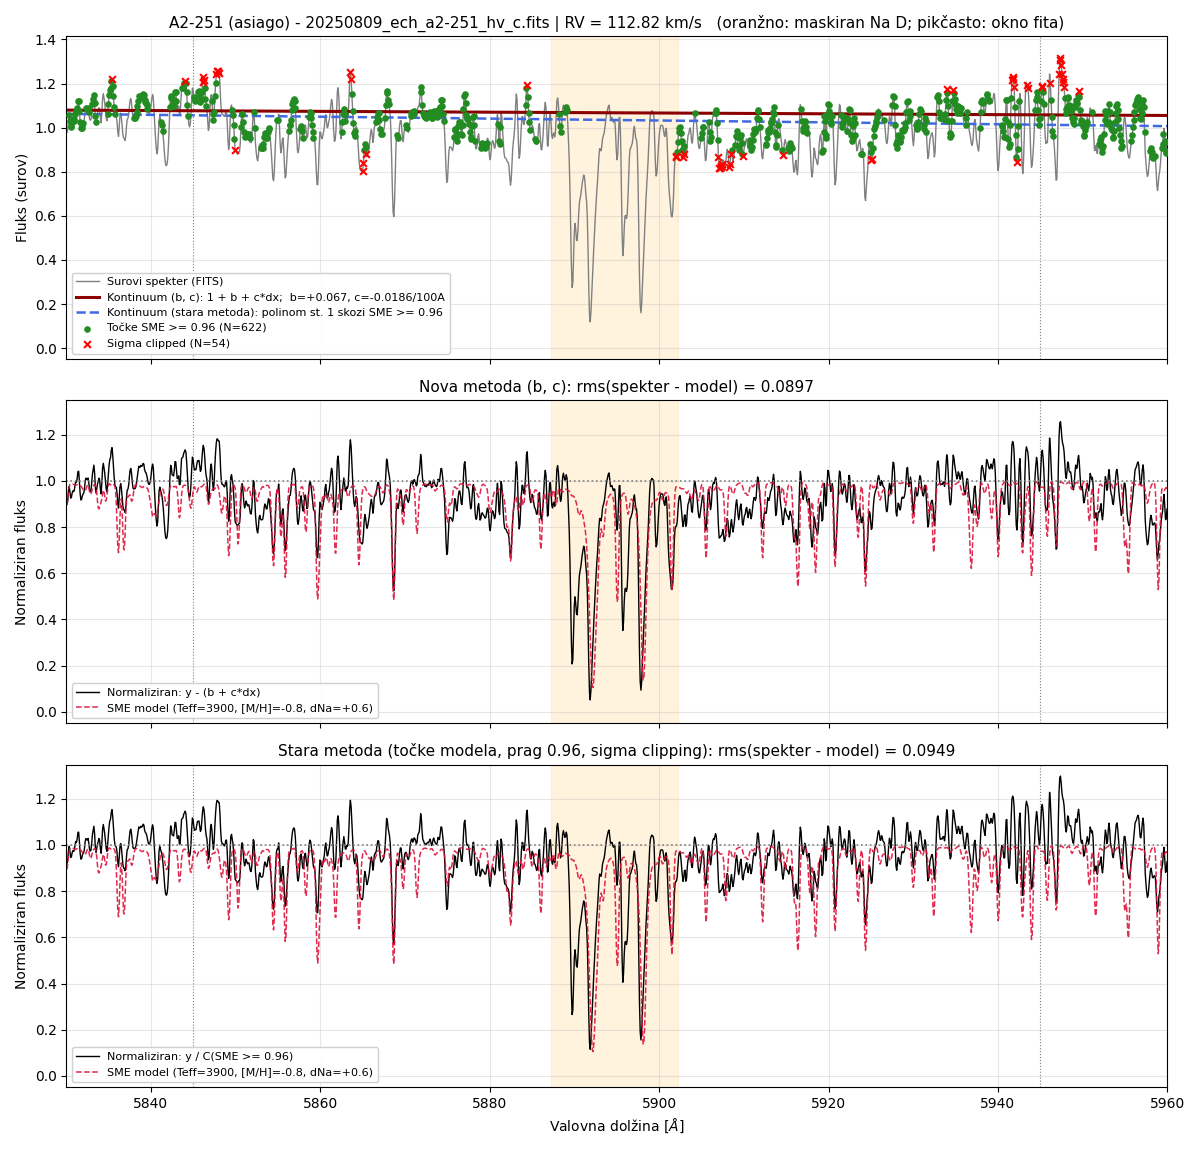 A2-251 (asiago) - 20250809_ech_a2-251_hv_c.fits | RV = 112.82 km/s   (oranžno: maskiran Na D; pikčasto: okno fita)
1.4
1.2
1.0
0.8
0.6
0.4
0.2
0.0
Fluks (surov)
Surovi spekter (FITS)
Kontinuum (b, c): 1 + b + c*dx;  b=+0.067, c=-0.0186/100A
Kontinuum (stara metoda): polinom st. 1 skozi SME >= 0.96
Točke SME >= 0.96 (N=622)
Sigma clipped (N=54)
Nova metoda (b, c): rms(spekter - model) = 0.0897
1.2
1.0
0.8
0.6
0.4
0.2
0.0
Normaliziran fluks
Normaliziran: y - (b + c*dx)
SME model (Teff=3900, [M/H]=-0.8, dNa=+0.6)
Stara metoda (točke modela, prag 0.96, sigma clipping): rms(spekter - model) = 0.0949
1.2
1.0
0.8
0.6
0.4
0.2
0.0
Normaliziran fluks
Normaliziran: y / C(SME >= 0.96)
SME model (Teff=3900, [M/H]=-0.8, dNa=+0.6)
5840 5860 5880 5900 5920 5940 5960
Valovna dolžina [Å]